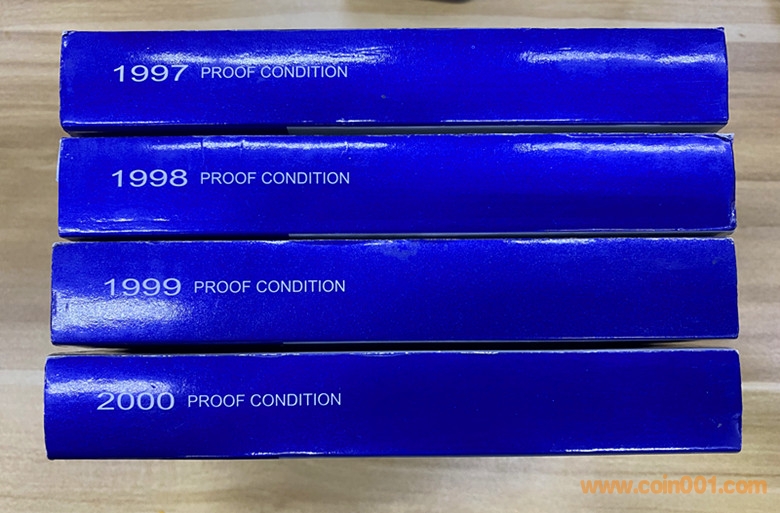 1997 PROOF CONDITION
1998 PROOF CONDITION
1999 PROOF CONDITION
2000 PROOF CONDITION
www.coin001.com